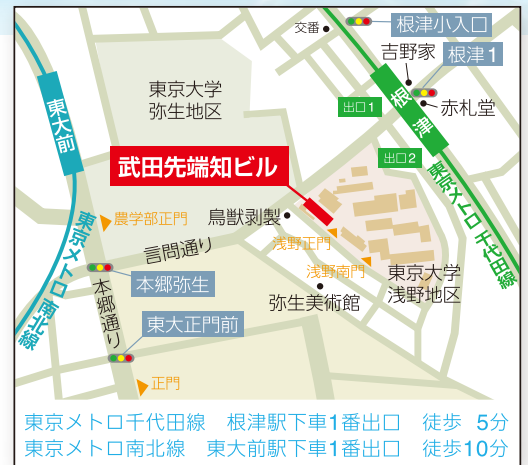 交番
根津小入口
吉野家
根津1
東京大学
弥生地区
出口1
根津
赤札堂
東大前
武田先端知ビル
出口2
東京メトロ千代田線
農学部正門
鳥獣剥製
浅野正門
言問通り
浅野南門
東京大学
浅野地区
東京メトロ南北線
本郷弥生
弥生美術館
本郷通り
東大正門前
正門
東京メトロ千代田線 根津駅下車1番出口 徒歩 5分
東京メトロ南北線 東大前駅下車1番出口 徒歩10分